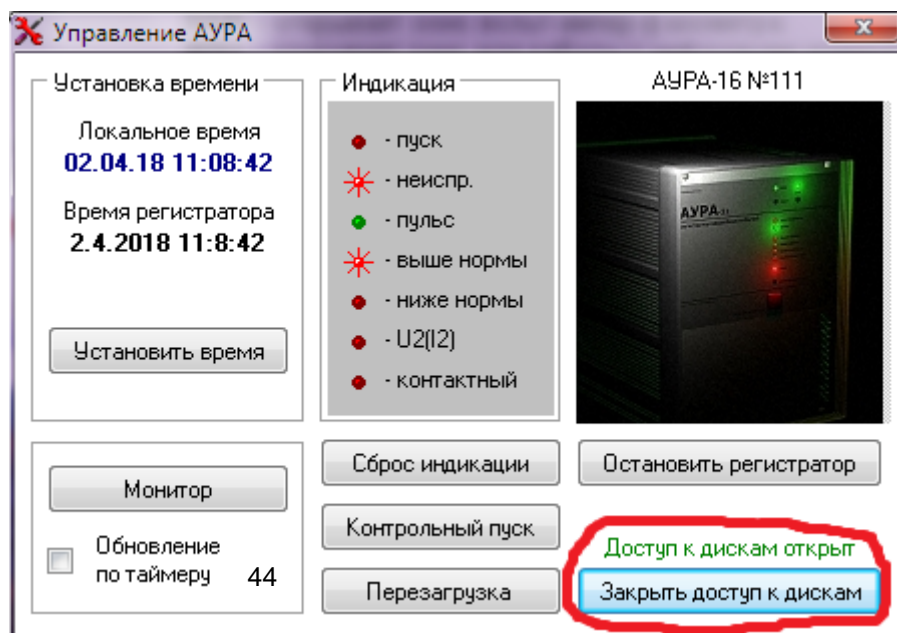 Управление АУРА
Установка времени
Локальное время
02.04.18 11:08:42
Время регистратора
2.4.2018 11:8:42
Установить время
Индикация
- пуск
- неиспр.
- пульс
- выше нормы
- ниже нормы
- U2(I2)
- контактный
АУРА-16 №111
АУРА
Монитор
Обновление
по таймеру 44
Сброс индикации
Контрольный пуск
Перезагрузка
Остановить регистратор
Доступ к дискам открыт
Закрыть доступ к дискам